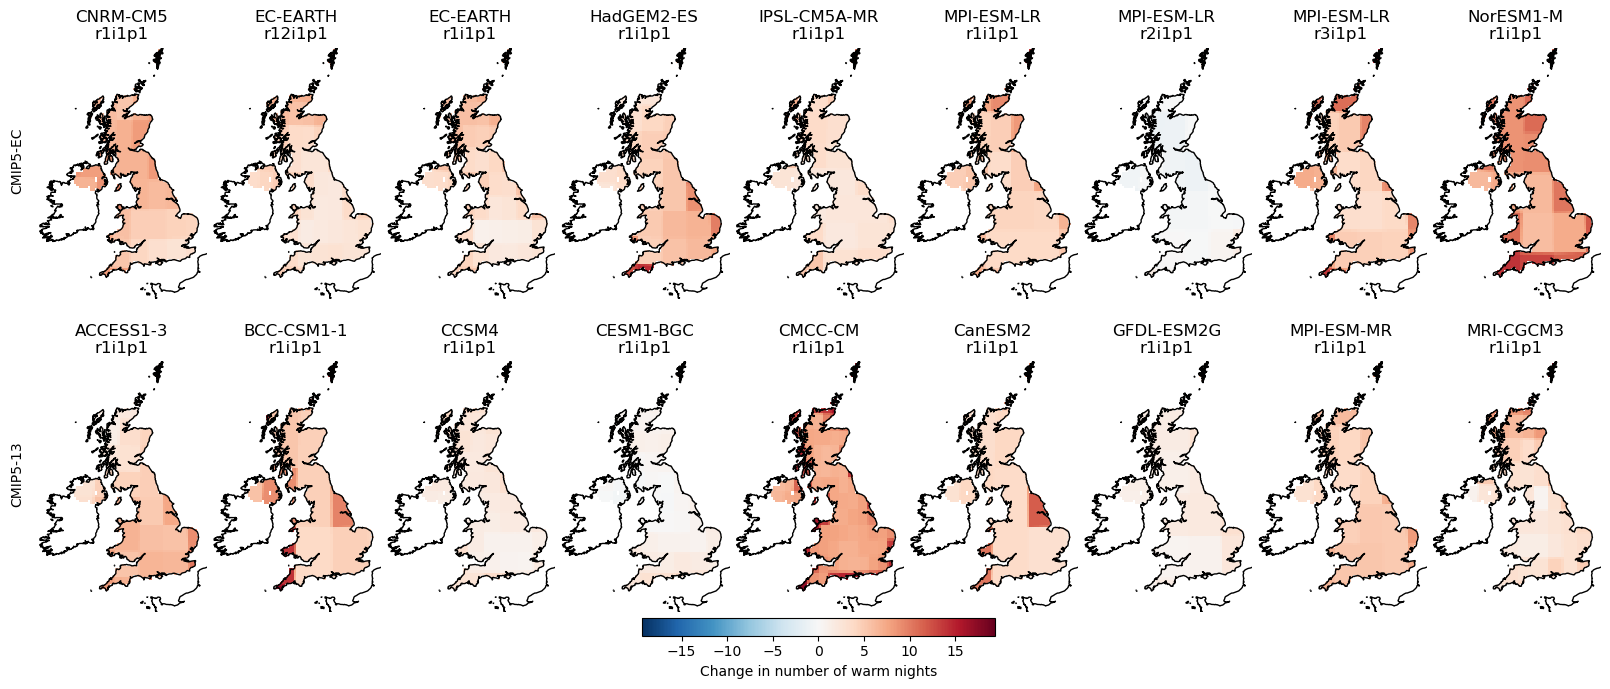 CNRM-CM5 EC-EARTH EC-EARTH HadGEM2-ES IPSL-CM5A-MR MPI-ESM-LR MPI-ESM-LR MPI-ESM-LR NorESM1-M
r1i1p1 r12i1p1 r1i1p1 r1i1p1 r1i1p1 r1i1p1 r2i1p1 r3i1p1 r1i1p1
CMIP5-EC
ACCESS1-3 BCC-CSM1-1 CCSM4 CESM1-BGC CMCC-CM CanESM2 GFDL-ESM2G MPI-ESM-MR MRI-CGCM3
r1i1p1 r1i1p1 r1i1p1 r1i1p1 r1i1p1 r1i1p1 r1i1p1 r1i1p1 r1i1p1
CMIP5-13
−15 −10 −5 0 5 10 15
Change in number of warm nights